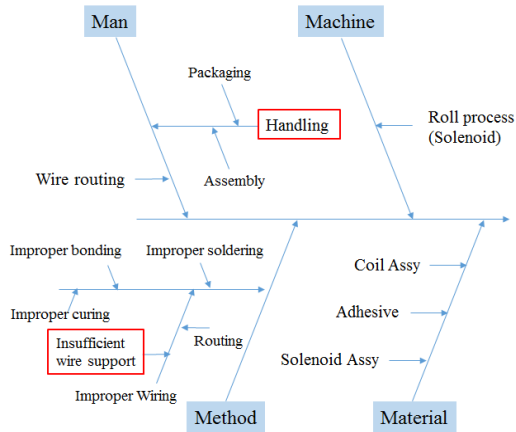 Man
Machine
Packaging
Handling
Roll process
(Solenoid)
Wire routing
Assembly
Improper bonding
Improper soldering
Coil Assy
Improper curing
Adhesive
Insufficient
wire support
Routing
Solenoid Assy
Improper Wiring
Method
Material